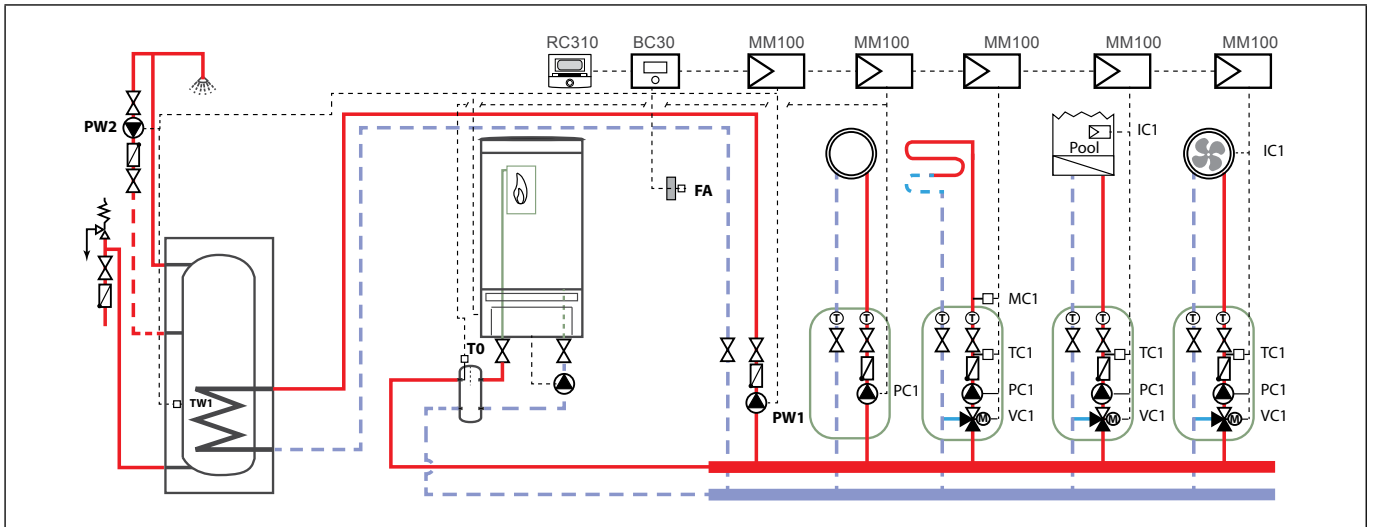 RC310 BC30 MM100 MM100 MM100 MM100 MM100
PW2
IC1
Pool
IC1
FA
MC1
T T T T T T T T
T0
TC1 TC1 TC1
TW1
PC1 PC1 PC1 PC1
PW1
M VC1 M VC1 M VC1